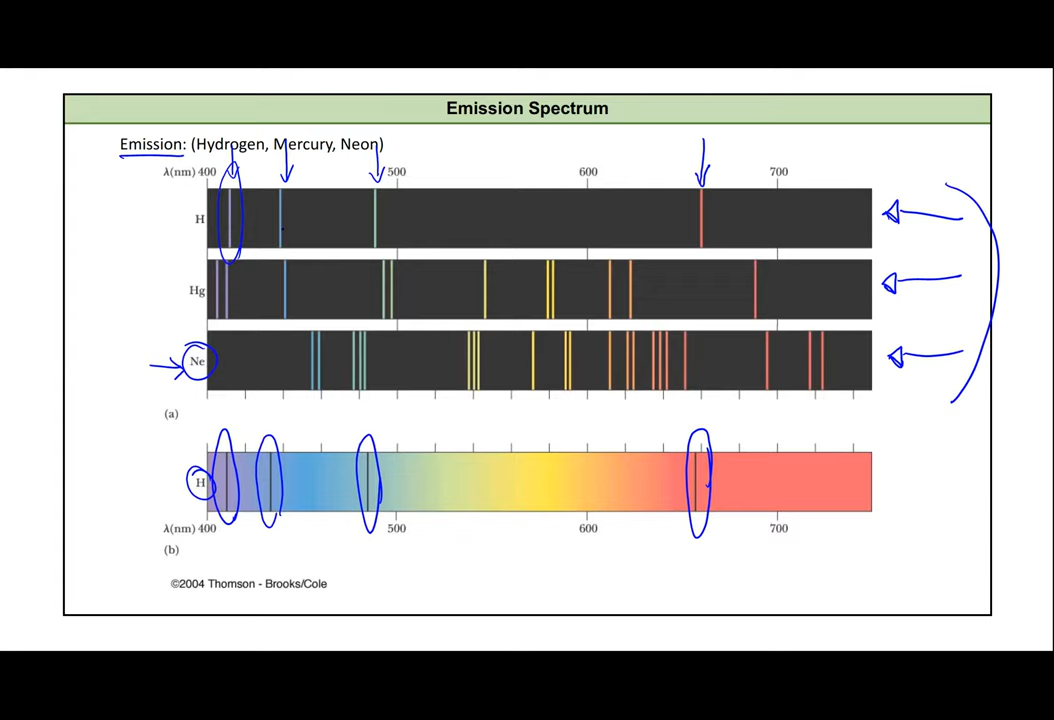 Emission Spectrum
Emission: (Hydrogen, Mercury, Neon)
λ(nm) 400 500 600 700
H
Hg
Ne
(a)
H
λ(nm) 400 500 600 700
(b)
©2004 Thomson - Brooks/Cole